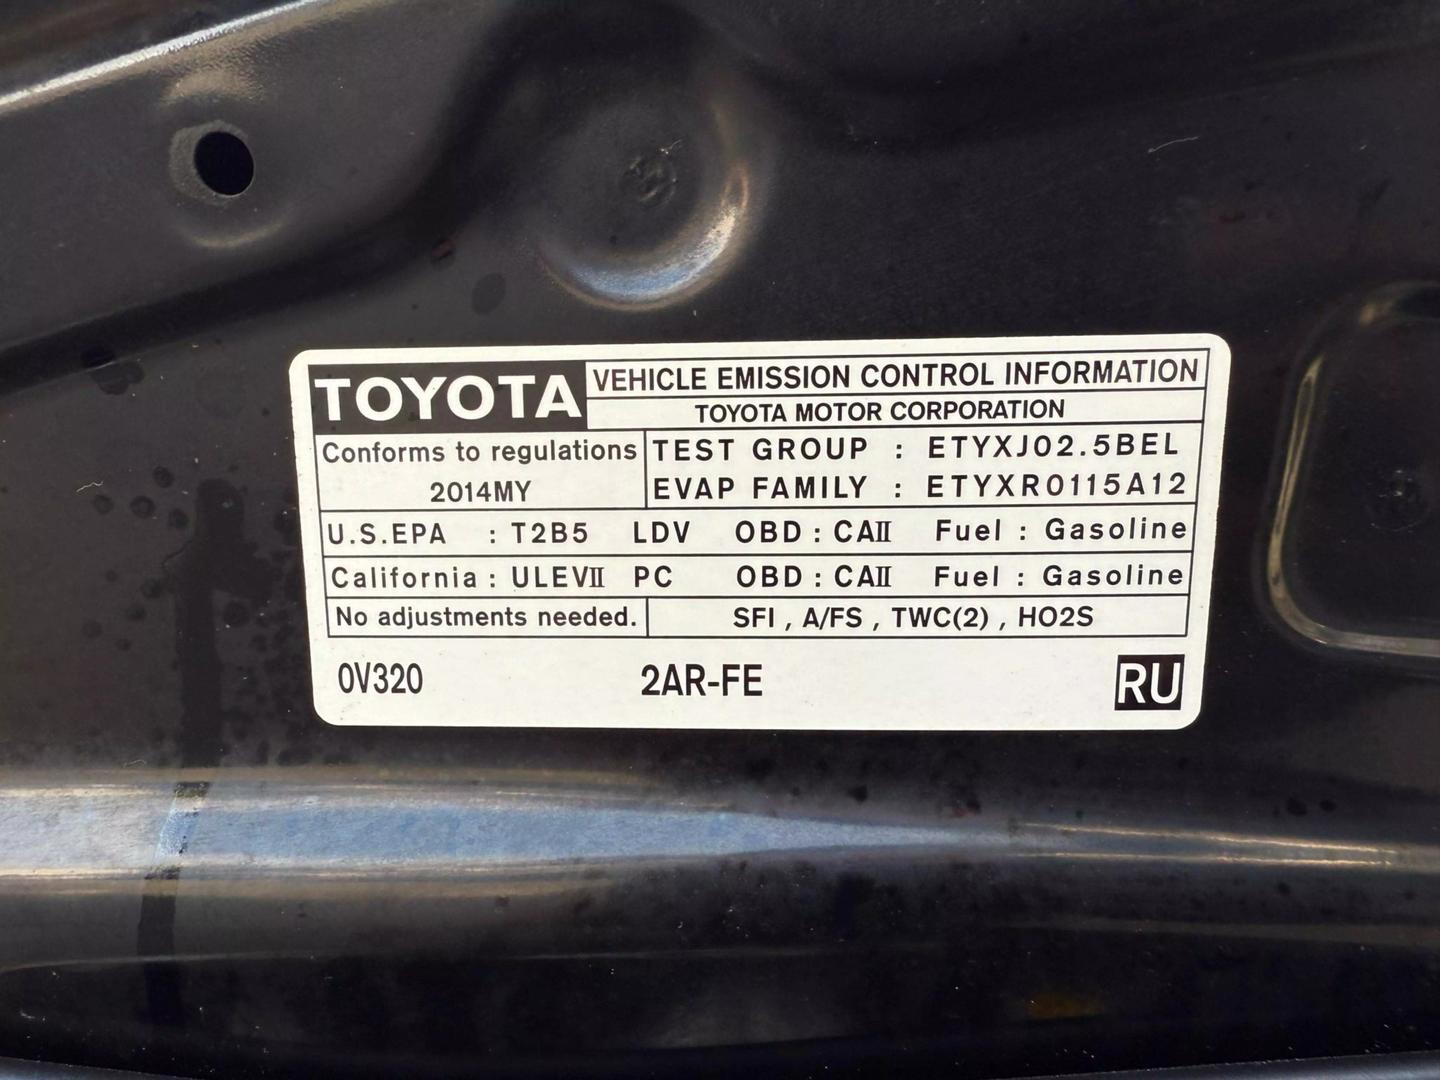 TOYOTA VEHICLE EMISSION CONTROL INFORMATION
TOYOTA MOTOR CORPORATION
Conforms to regulations
2014MY
TEST GROUP : ETYXJ02.5BEL
EVAP FAMILY : ETYXR0115A12
U.S.EPA : T2B5 LDV OBD : CAⅡ Fuel : Gasoline
California : ULEVⅡ PC OBD : CAⅡ Fuel : Gasoline
No adjustments needed. SFI , A/FS , TWC(2) , HO2S
0V320 2AR-FE RU